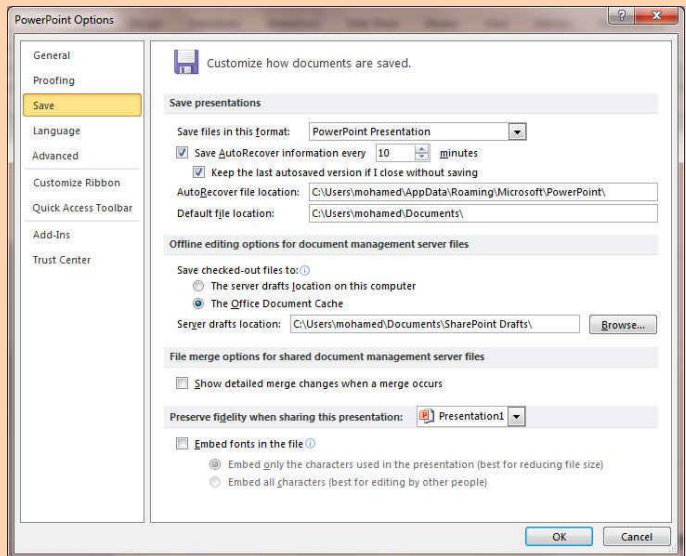 PowerPoint Options
General
Proofing
Save
Language
Advanced
Customize Ribbon
Quick Access Toolbar
Add-Ins
Trust Center
Customize how documents are saved.
Save presentations
Save files in this format: PowerPoint Presentation
Save AutoRecover information every 10 minutes
Keep the last autosaved version if I close without saving
AutoRecover file location: C:\Users\mohamed\AppData\Roaming\Microsoft\PowerPoint\
Default file location: C:\Users\mohamed\Documents\
Offline editing options for document management server files
Save checked-out files to:
The server drafts location on this computer
The Office Document Cache
Server drafts location: C:\Users\mohamed\Documents\SharePoint Drafts\ Browse...
File merge options for shared document management server files
Show detailed merge changes when a merge occurs
Preserve fidelity when sharing this presentation: Presentation1
Embed fonts in the file
Embed only the characters used in the presentation (best for reducing file size)
Embed all characters (best for editing by other people)
OK Cancel